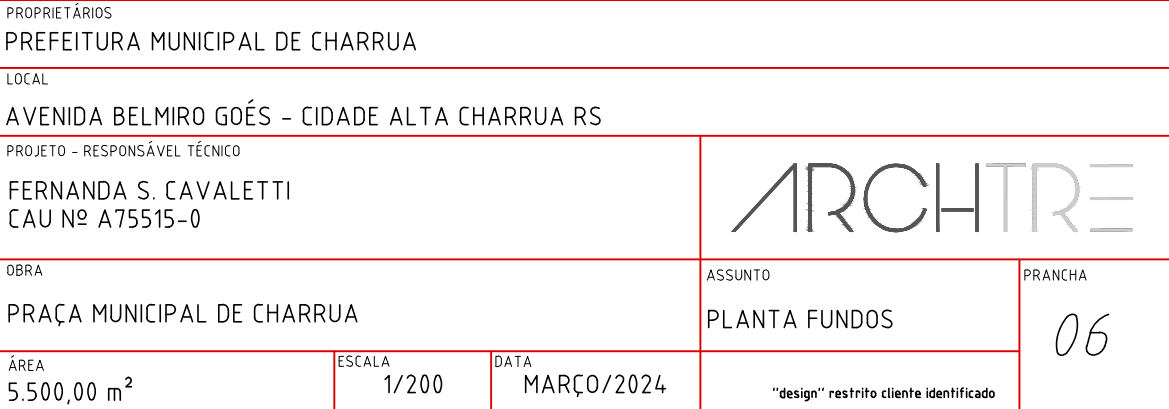 PROPRIETÁRIOS
PREFEITURA MUNICIPAL DE CHARRUA
LOCAL
AVENIDA BELMIRO GOÉS - CIDADE ALTA CHARRUA RS
PROJETO - RESPONSÁVEL TÉCNICO
FERNANDA S. CAVALETTI
CAU Nº A75515-0
ARCHTRE
OBRA
PRAÇA MUNICIPAL DE CHARRUA
ASSUNTO
PLANTA FUNDOS
PRANCHA
06
ÁREA
5.500,00 m²
ESCALA
1/200
DATA
MARÇO/2024
"design" restrito cliente identificado